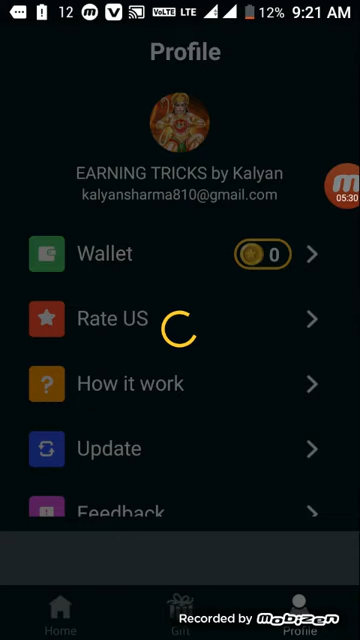 12 VoLTE LTE 12% 9:21 AM
Profile
EARNING TRICKS by Kalyan
kalyansharma810@gmail.com
05:30
Wallet 0
Rate US
How it work
Update
Feedback
Home Gift Profile
Recorded by Mobizen